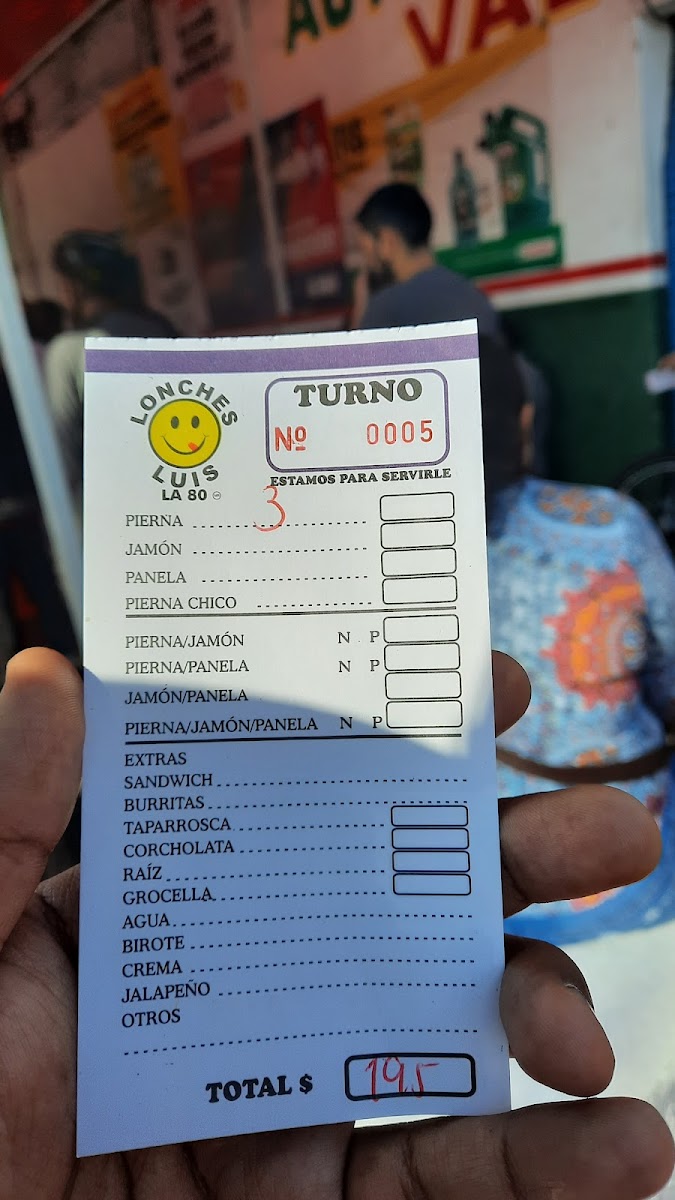 VAL
LONCHES
LUIS
LA 80
TURNO
Nº 0005
ESTAMOS PARA SERVIRLE
PIERNA 3
JAMÓN
PANELA
PIERNA CHICO
PIERNA/JAMÓN N P
PIERNA/PANELA N P
JAMÓN/PANELA
PIERNA/JAMÓN/PANELA N P
EXTRAS
SANDWICH
BURRITAS
TAPARROSCA
CORCHOLATA
RAÍZ
GROCELLA
AGUA
BIROTE
CREMA
JALAPEÑO
OTROS
TOTAL $ 195